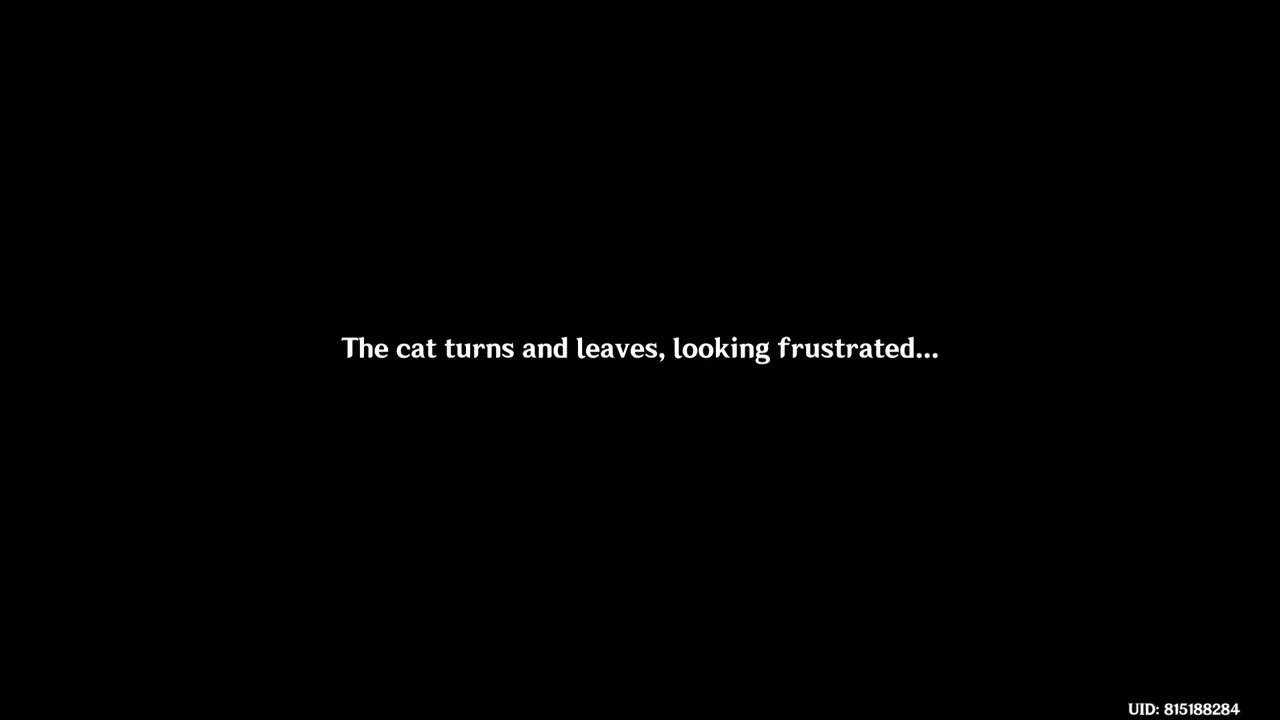 The cat turns and leaves, looking frustrated...
UID: 815188284